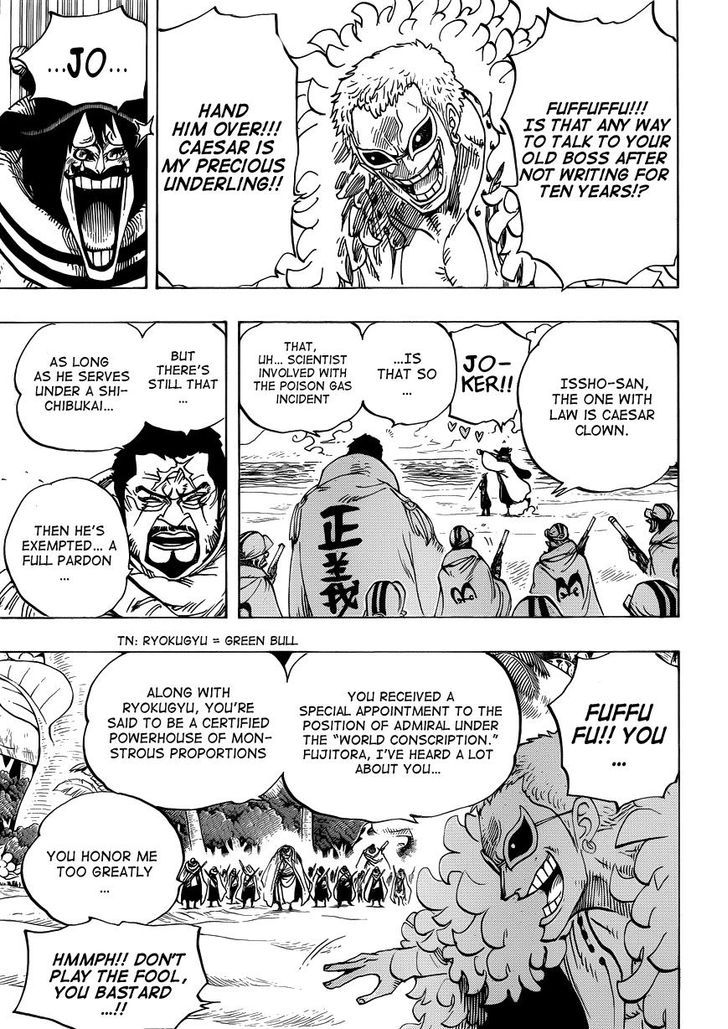 FUFFUFFU!!!
IS THAT ANY WAY
TO TALK TO YOUR
OLD BOSS AFTER
NOT WRITING FOR
TEN YEARS!?
HAND
HIM OVER!!!
CAESAR IS
MY PRECIOUS
UNDERLING!!
...JO...
ISSHO-SAN,
THE ONE WITH
LAW IS CAESAR
CLOWN.
JO-
KER!!
...IS
THAT SO
...
THAT,
UH... SCIENTIST
INVOLVED WITH
THE POISON GAS
INCIDENT
正義
BUT
THERE'S
STILL THAT
...
AS LONG
AS HE SERVES
UNDER A SHI-
CHIBUKAI...
THEN HE'S
EXEMPTED... A
FULL PARDON
...
TN: RYOKUGYU = GREEN BULL
FUFFU
FU!! YOU
...
YOU RECEIVED A
SPECIAL APPOINTMENT TO THE
POSITION OF ADMIRAL UNDER
THE "WORLD CONSCRIPTION."
FUJITORA, I'VE HEARD A LOT
ABOUT YOU...
ALONG WITH
RYOKUGYU, YOU'RE
SAID TO BE A CERTIFIED
POWERHOUSE OF MON-
STROUS PROPORTIONS
YOU HONOR ME
TOO GREATLY
...
HMMPH!! DON'T
PLAY THE FOOL,
YOU BASTARD
...!!